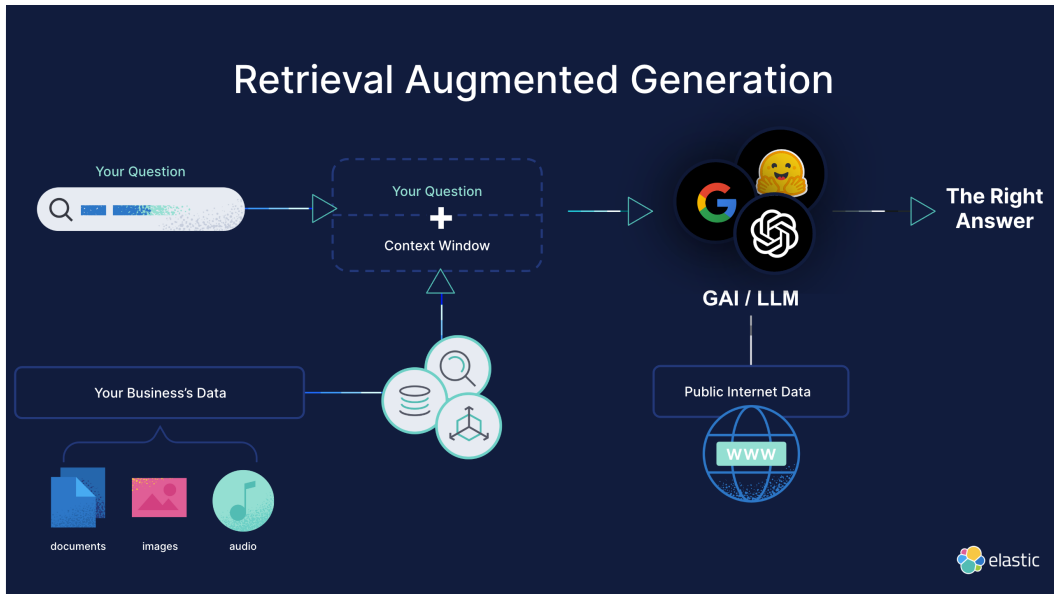 Retrieval Augmented Generation
Your Question
Your Question
+
Context Window
The Right
Answer
GAI / LLM
Your Business's Data
Public Internet Data
WWW
documents
images
audio
elastic